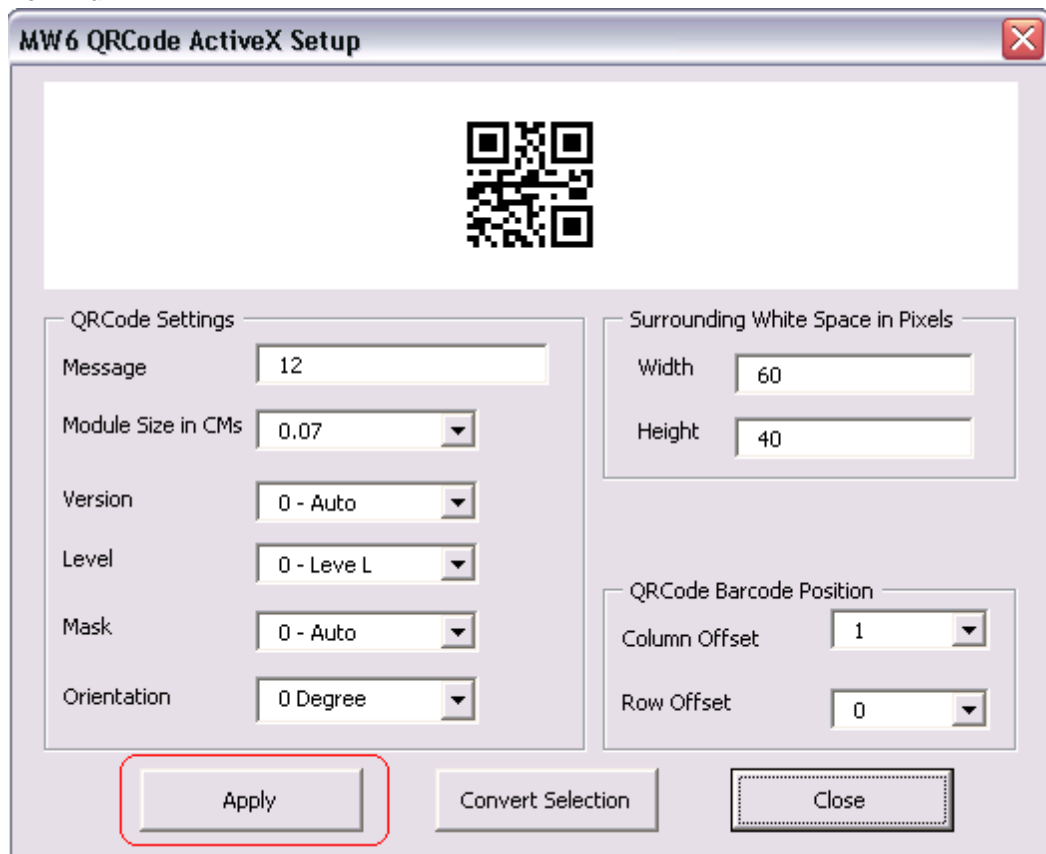 MW6 QRCode ActiveX Setup
QRCode Settings
Message 12
Module Size in CMs 0.07
Version 0 - Auto
Level 0 - Leve L
Mask 0 - Auto
Orientation 0 Degree
Surrounding White Space in Pixels
Width 60
Height 40
QRCode Barcode Position
Column Offset 1
Row Offset 0
Apply Convert Selection Close